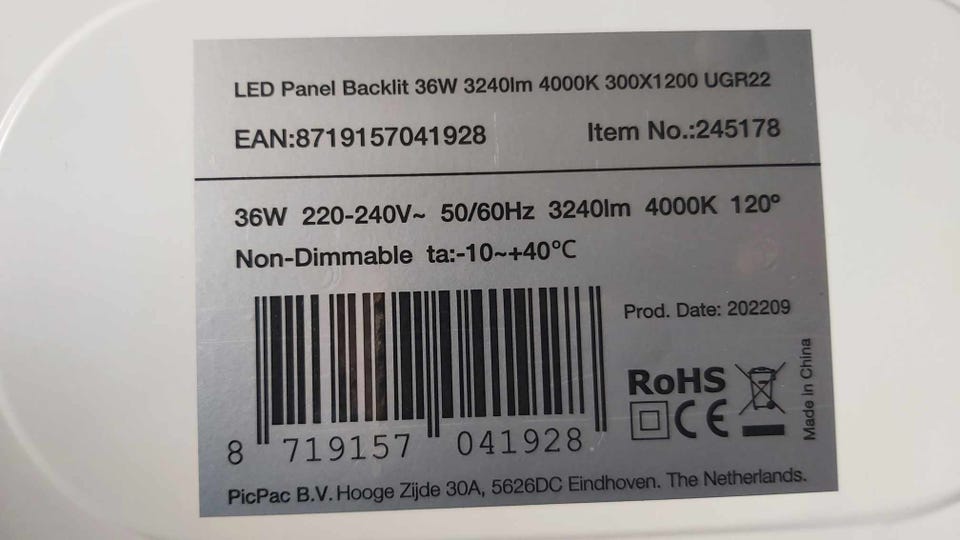 LED Panel Backlit 36W 3240lm 4000K 300X1200 UGR22
EAN:8719157041928 Item No.:245178
36W 220-240V~ 50/60Hz 3240lm 4000K 120°
Non-Dimmable ta:-10~+40℃
Prod. Date: 202209
RoHS
CE
Made in China
8 719157 041928
PicPac B.V. Hooge Zijde 30A, 5626DC Eindhoven. The Netherlands.